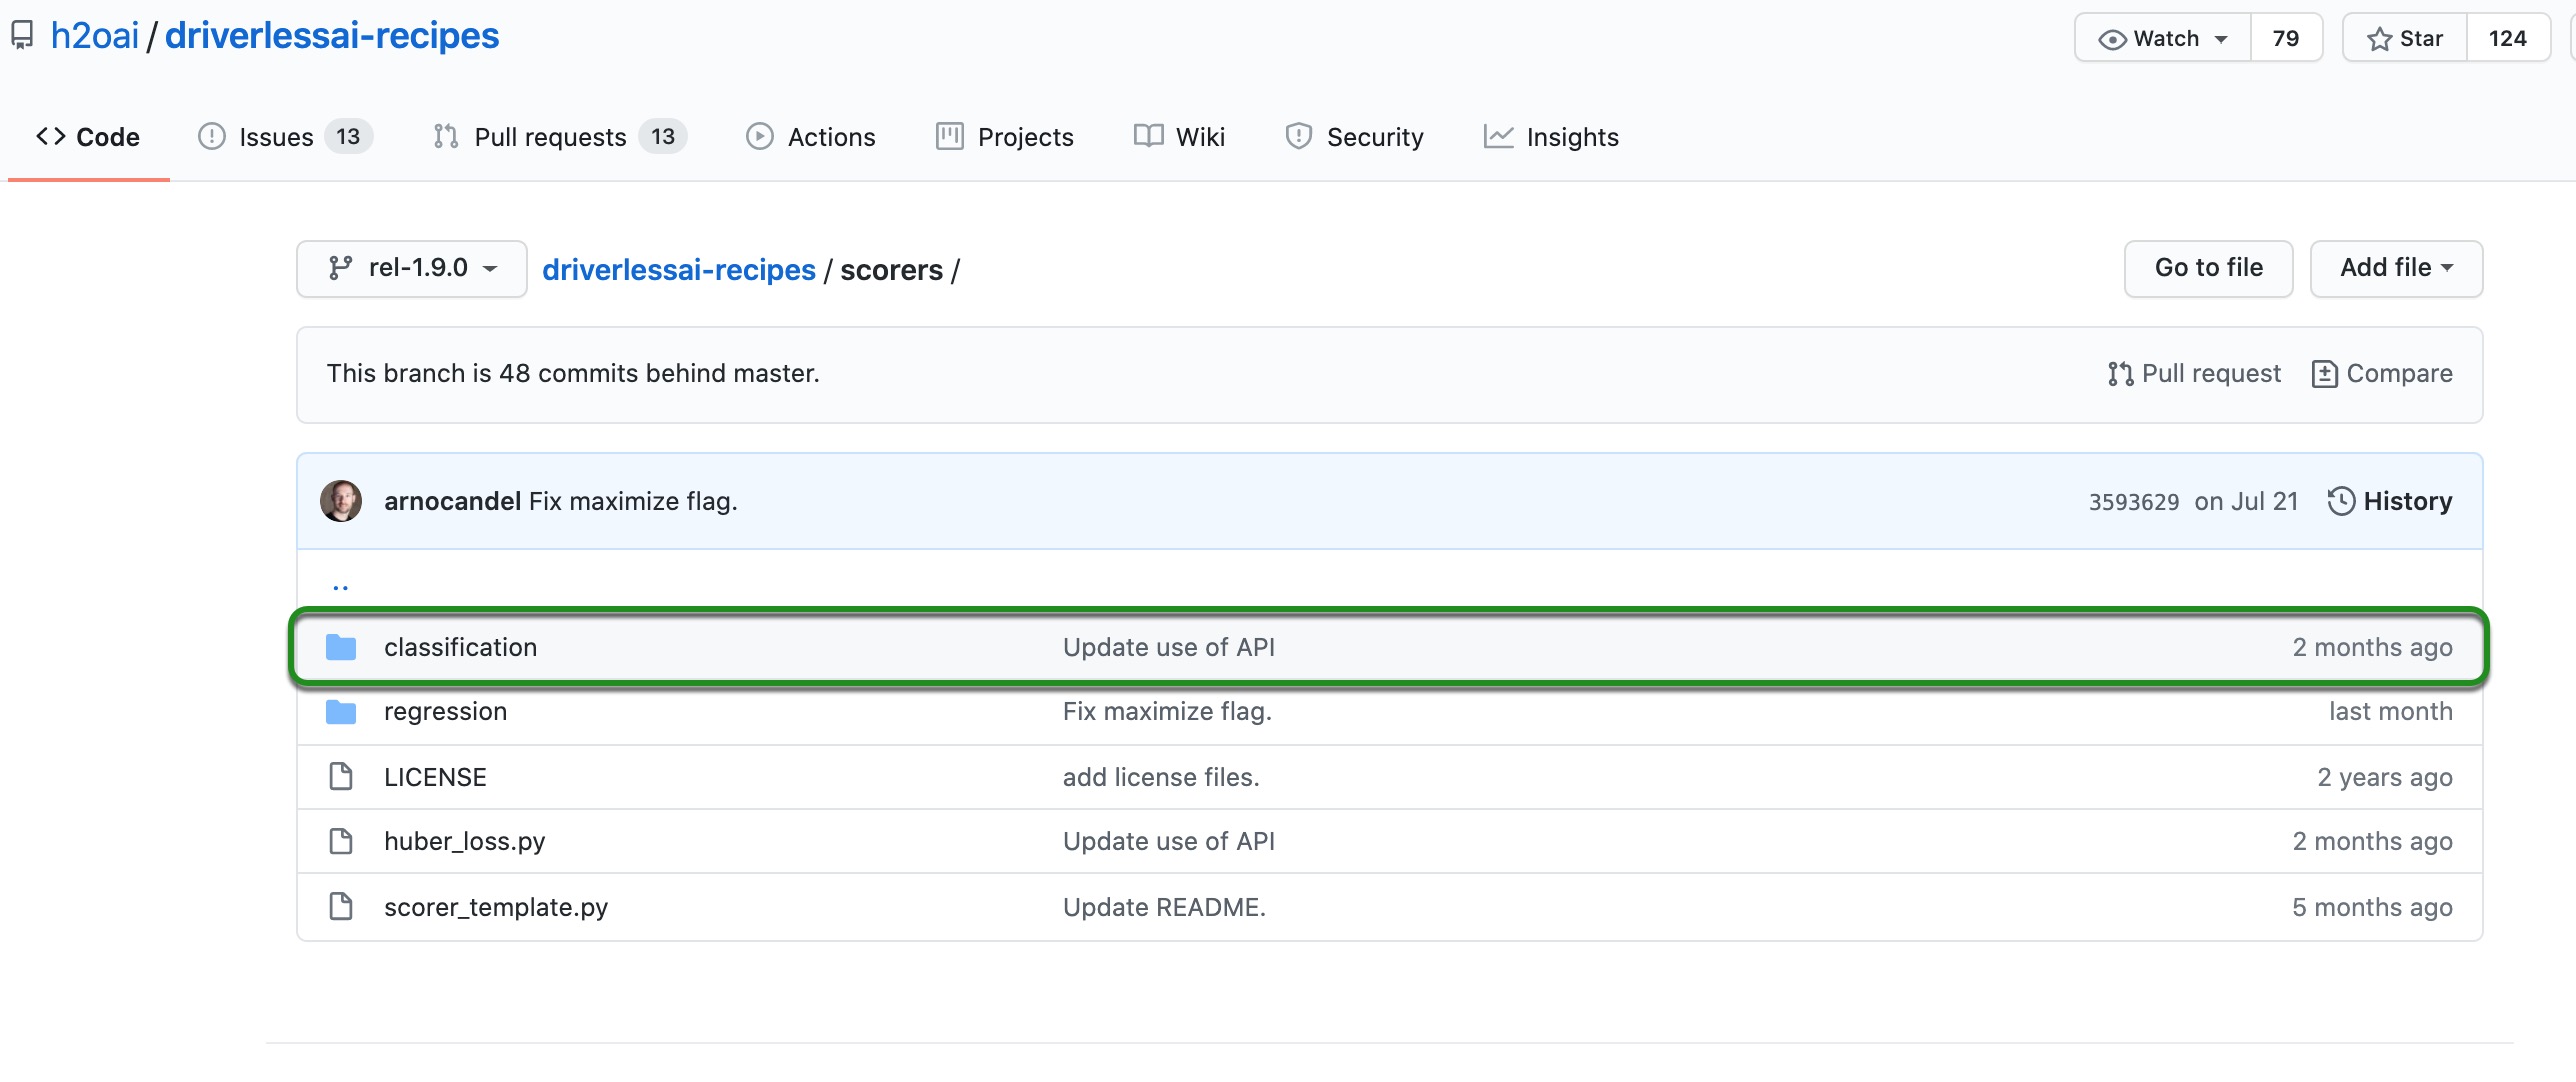 h2oai / driverlessai-recipes
Watch 79 Star 124
Code Issues 13 Pull requests 13 Actions Projects Wiki Security Insights
rel-1.9.0 driverlessai-recipes / scorers / Go to file Add file
This branch is 48 commits behind master. Pull request Compare
arnocandel Fix maximize flag. 3593629 on Jul 21 History
..
classification Update use of API 2 months ago
regression Fix maximize flag. last month
LICENSE add license files. 2 years ago
huber_loss.py Update use of API 2 months ago
scorer_template.py Update README. 5 months ago